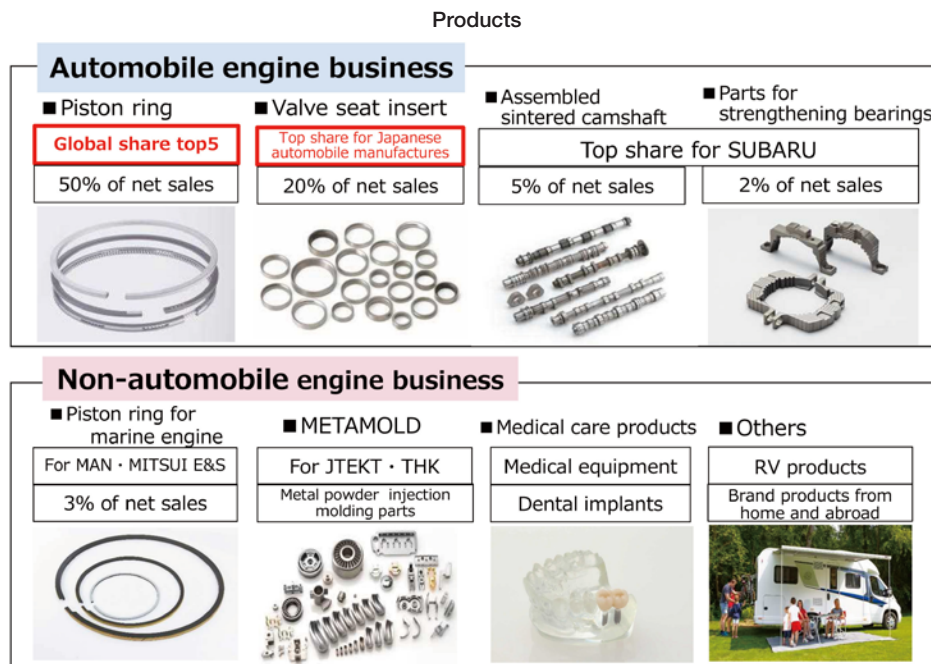 Products
Automobile engine business
■ Piston ring
Global share top5
50% of net sales
■ Valve seat insert
Top share for Japanese
automobile manufactures
20% of net sales
■ Assembled
sintered camshaft
■ Parts for
strengthening bearings
Top share for SUBARU
5% of net sales
2% of net sales
Non-automobile engine business
■ Piston ring for
marine engine
For MAN・MITSUI E&S
3% of net sales
■ METAMOLD
For JTEKT・THK
Metal powder injection
molding parts
■ Medical care products
Medical equipment
Dental implants
■ Others
RV products
Brand products from
home and abroad